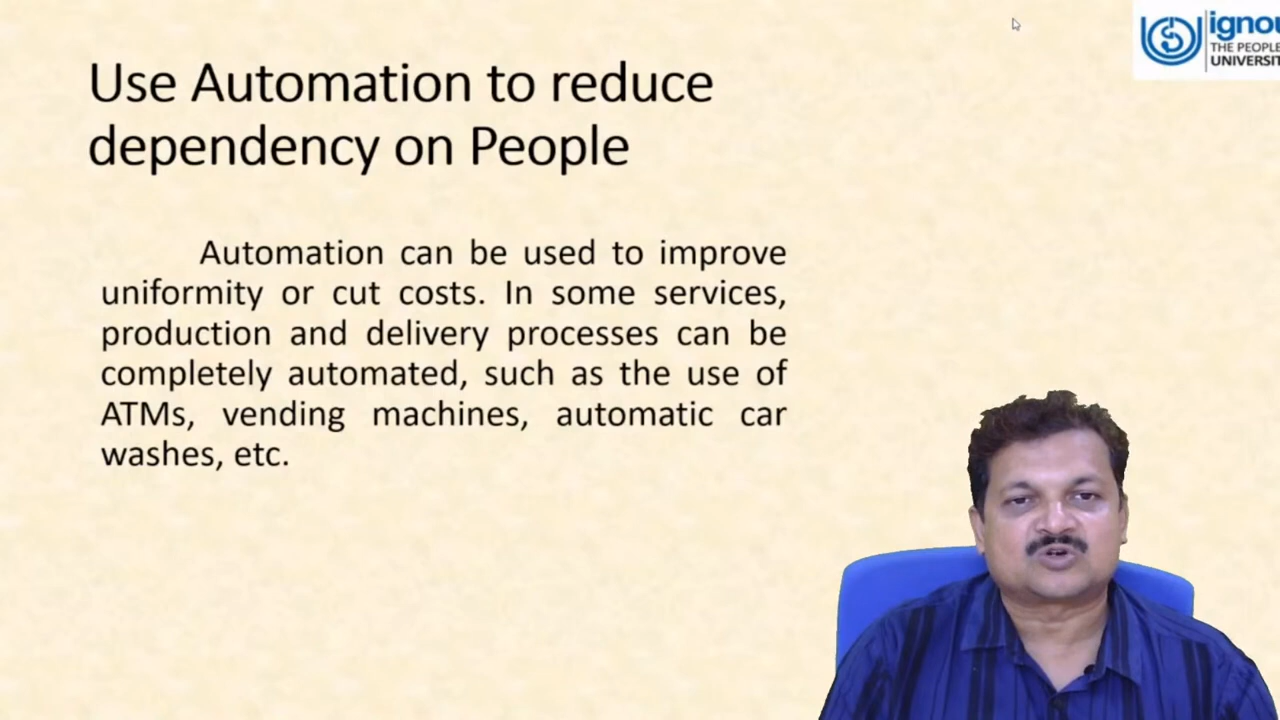 ignou
THE PEOPLE
UNIVERSIT
Use Automation to reduce
dependency on People
Automation can be used to improve
uniformity or cut costs. In some services,
production and delivery processes can be
completely automated, such as the use of
ATMs, vending machines, automatic car
washes, etc.